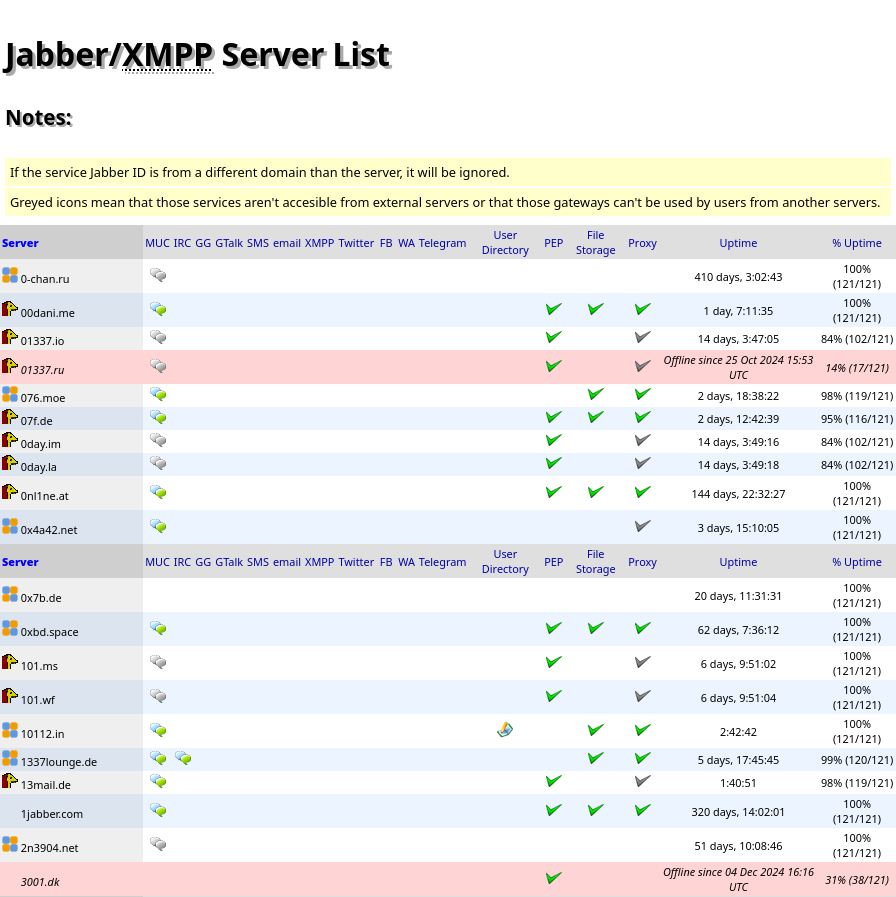 Jabber/XMPP Server List
Notes:
If the service Jabber ID is from a different domain than the server, it will be ignored.
Greyed icons mean that those services aren't accesible from external servers or that those gateways can't be used by users from another servers.
Server MUC IRC GG GTalk SMS email XMPP Twitter FB WA Telegram User Directory PEP File Storage Proxy Uptime % Uptime
0-chan.ru 410 days, 3:02:43 100% (121/121)
00dani.me 1 day, 7:11:35 100% (121/121)
01337.io 14 days, 3:47:05 84% (102/121)
01337.ru Offline since 25 Oct 2024 15:53 UTC 14% (17/121)
076.moe 2 days, 18:38:22 98% (119/121)
07f.de 2 days, 12:42:39 95% (116/121)
0day.im 14 days, 3:49:16 84% (102/121)
0day.la 14 days, 3:49:18 84% (102/121)
0nl1ne.at 144 days, 22:32:27 100% (121/121)
0x4a42.net 3 days, 15:10:05 100% (121/121)
Server MUC IRC GG GTalk SMS email XMPP Twitter FB WA Telegram User Directory PEP File Storage Proxy Uptime % Uptime
0x7b.de 20 days, 11:31:31 100% (121/121)
0xbd.space 62 days, 7:36:12 100% (121/121)
101.ms 6 days, 9:51:02 100% (121/121)
101.wf 6 days, 9:51:04 100% (121/121)
10112.in 2:42:42 100% (121/121)
1337lounge.de 5 days, 17:45:45 99% (120/121)
13mail.de 1:40:51 98% (119/121)
1jabber.com 320 days, 14:02:01 100% (121/121)
2n3904.net 51 days, 10:08:46 100% (121/121)
3001.dk Offline since 04 Dec 2024 16:16 UTC 31% (38/121)